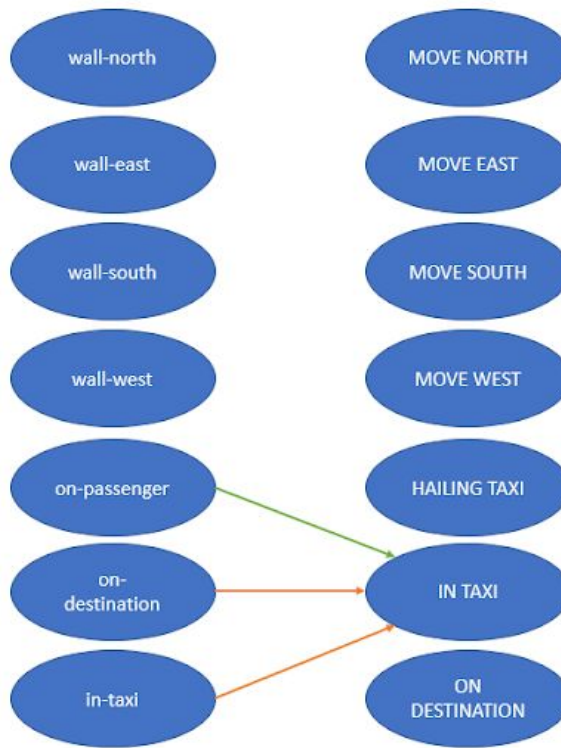 wall-north
MOVE NORTH
wall-east
MOVE EAST
wall-south
MOVE SOUTH
wall-west
MOVE WEST
on-passenger
HAILING TAXI
on-
destination
IN TAXI
in-taxi
ON
DESTINATION